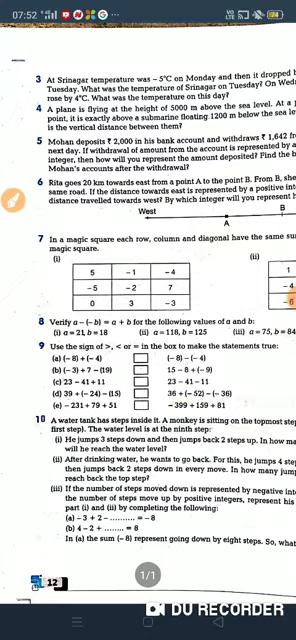 07:52
VO LTE
3 At Srinagar temperature was – 5°C on Monday and then it dropped
Tuesday. What was the temperature of Srinagar on Tuesday? On Wed
rose by 4°C. What was the temperature on this day?
4 A plane is flying at the height of 5000 m above the sea level. At a
point, it is exactly above a submarine floating 1200 m below the sea
is the vertical distance between them?
5 Mohan deposits ₹ 2,000 in his bank account and withdraws ₹ 1,642 fr
next day. If withdrawal of amount from the account is represented by a
integer, then how will you represent the amount deposited? Find the b
Mohan's accounts after the withdrawal?
6 Rita goes 20 km towards east from a point A to the point B. From B, she
same road. If the distance towards east is represented by a positive int
distance travelled towards west? By which integer will you represent h
West
A
B
7 In a magic square each row, column and diagonal have the same su
magic square.
(i)
(ii)
5 –1 –4
–5 –2 7
0 3 –3
1
–4
–6
8 Verify a – (–b) = a + b for the following values of a and b:
(i) a = 21, b = 18 (ii) a = 118, b = 125 (iii) a = 75, b = 84
9 Use the sign of >, < or = in the box to make the statements true:
(a) (–8) + (–4) (–8) – (–4)
(b) (–3) + 7 – (19) 15 – 8 + (–9)
(c) 23 – 41 + 11 23 – 41 – 11
(d) 39 + (–24) – (15) 36 + (–52) – (–36)
(e) –231 + 79 + 51 –399 + 159 + 81
10 A water tank has steps inside it. A monkey is sitting on the topmost step
first step). The water level is at the ninth step:
(i) He jumps 3 steps down and then jumps back 2 steps up. In how ma
will he reach the water level?
(ii) After drinking water, he wants to go back. For this, he jumps 4 step
then jumps back 2 steps down in every move. In how many jump
reach back the top step?
(iii) If the number of steps moved down is represented by negative inte
the number of steps move up by positive integers, represent his
part (i) and (ii) by completing the following:
(a) – 3 + 2 – .......... = – 8
(b) 4 – 2 + ........ = 8
In (a) the sum (– 8) represent going down by eight steps. So, what
12
1/1
DU RECORDER